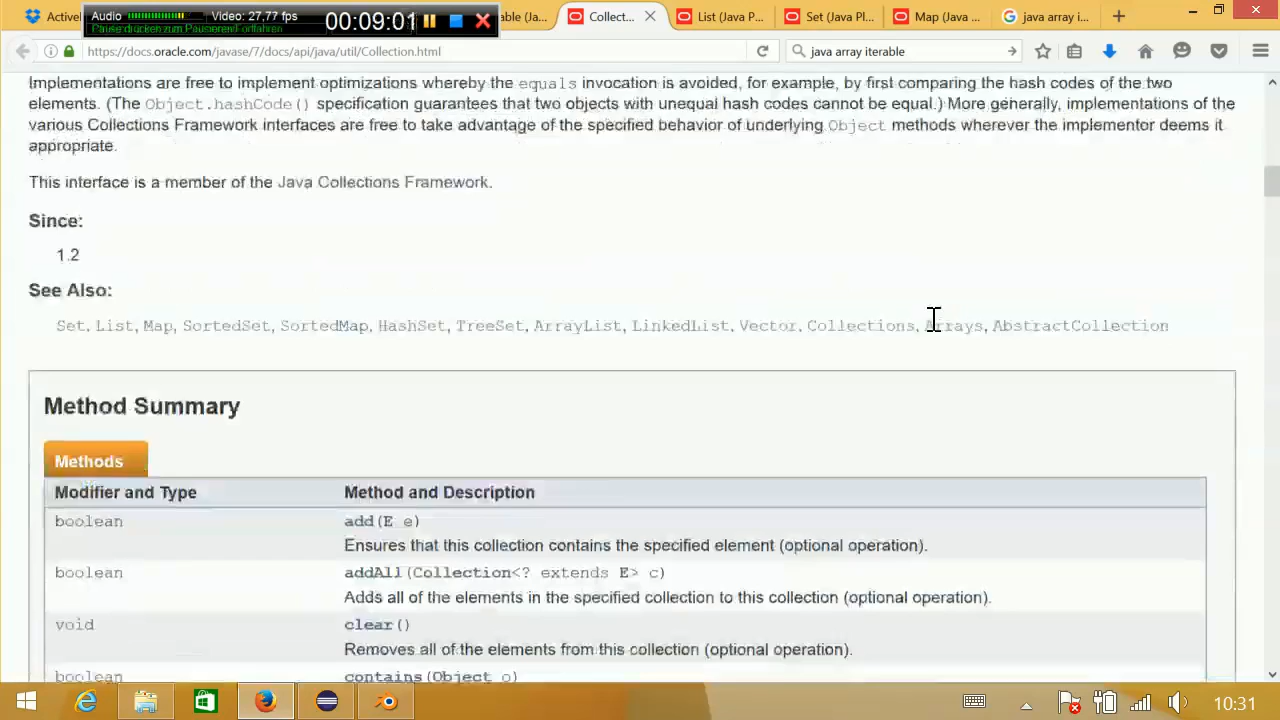 Audio Video: 27,77 fps 00:09:01
Pause drücken zum Pausieren/Fortfahren
Active
ble (Ja...
Collect...
List (Java P...
Set (Java Pl...
Map (Java ...
java array i...
https://docs.oracle.com/javase/7/docs/api/java/util/Collection.html
java array iterable
Implementations are free to implement optimizations whereby the equals invocation is avoided, for example, by first comparing the hash codes of the two
elements. (The Object.hashCode() specification guarantees that two objects with unequal hash codes cannot be equal.) More generally, implementations of the
various Collections Framework interfaces are free to take advantage of the specified behavior of underlying Object methods wherever the implementor deems it
appropriate.
This interface is a member of the Java Collections Framework.
Since:
1.2
See Also:
Set, List, Map, SortedSet, SortedMap, HashSet, TreeSet, ArrayList, LinkedList, Vector, Collections, Arrays, AbstractCollection
Method Summary
Methods
Modifier and Type Method and Description
boolean add(E e)
Ensures that this collection contains the specified element (optional operation).
boolean addAll(Collection<? extends E> c)
Adds all of the elements in the specified collection to this collection (optional operation).
void clear()
Removes all of the elements from this collection (optional operation).
boolean contains(Object o)
10:31